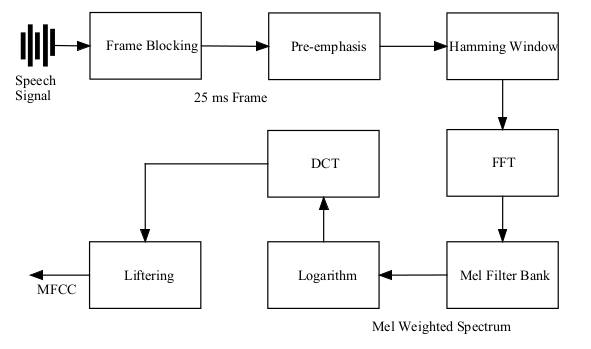 Frame Blocking
Pre-emphasis
Hamming Window
Speech
Signal
25 ms Frame
DCT
FFT
Liftering
Logarithm
Mel Filter Bank
MFCC
Mel Weighted Spectrum